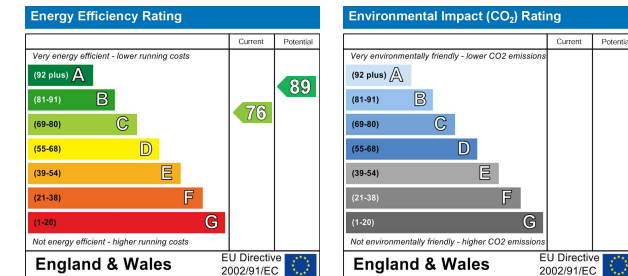 Energy Efficiency Rating
Current Potential
Very energy efficient - lower running costs
(92 plus) A
(81-91) B
(69-80) C
(55-68) D
(39-54) E
(21-38) F
(1-20) G
76
89
Not energy efficient - higher running costs
England & Wales
EU Directive
2002/91/EC
Environmental Impact (CO2) Rating
Current Potential
Very environmentally friendly - lower CO2 emissions
(92 plus) A
(81-91) B
(69-80) C
(55-68) D
(39-54) E
(21-38) F
(1-20) G
Not environmentally friendly - higher CO2 emissions
England & Wales
EU Directive
2002/91/EC